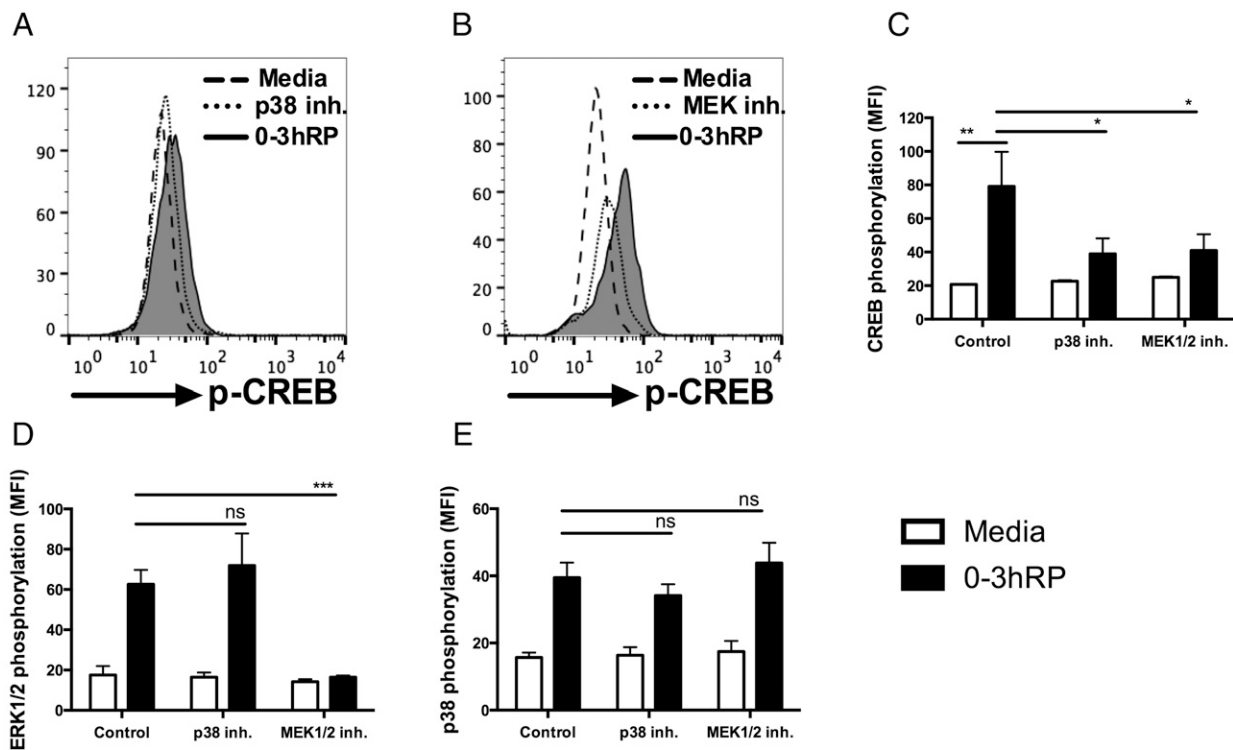 A
Media
p38 inh.
0-3hRP
120
90
60
30
0
10^0 10^1 10^2 10^3 10^4
p-CREB
B
Media
MEK inh.
0-3hRP
100
80
60
40
20
0
10^0 10^1 10^2 10^3 10^4
p-CREB
C
CREB phosphorylation (MFI)
120
100
80
60
40
20
0
*
*
**
Control p38 inh. MEK1/2 inh.
D
ERK1/2 phosphorylation (MFI)
100
80
60
40
20
0
***
ns
Control p38 inh. MEK1/2 inh.
E
p38 phosphorylation (MFI)
60
40
20
0
ns
ns
Control p38 inh. MEK1/2 inh.
Media
0-3hRP